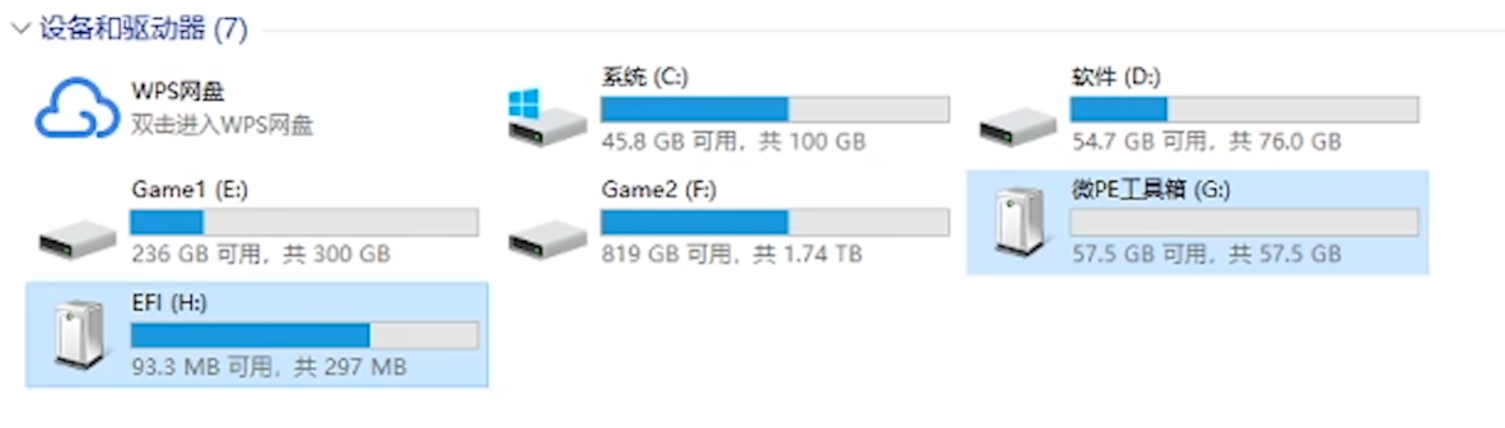 设备和驱动器 (7)
WPS网盘
双击进入WPS网盘
系统 (C:)
45.8 GB 可用，共 100 GB
软件 (D:)
54.7 GB 可用，共 76.0 GB
Game1 (E:)
236 GB 可用，共 300 GB
Game2 (F:)
819 GB 可用，共 1.74 TB
微PE工具箱 (G:)
57.5 GB 可用，共 57.5 GB
EFI (H:)
93.3 MB 可用，共 297 MB